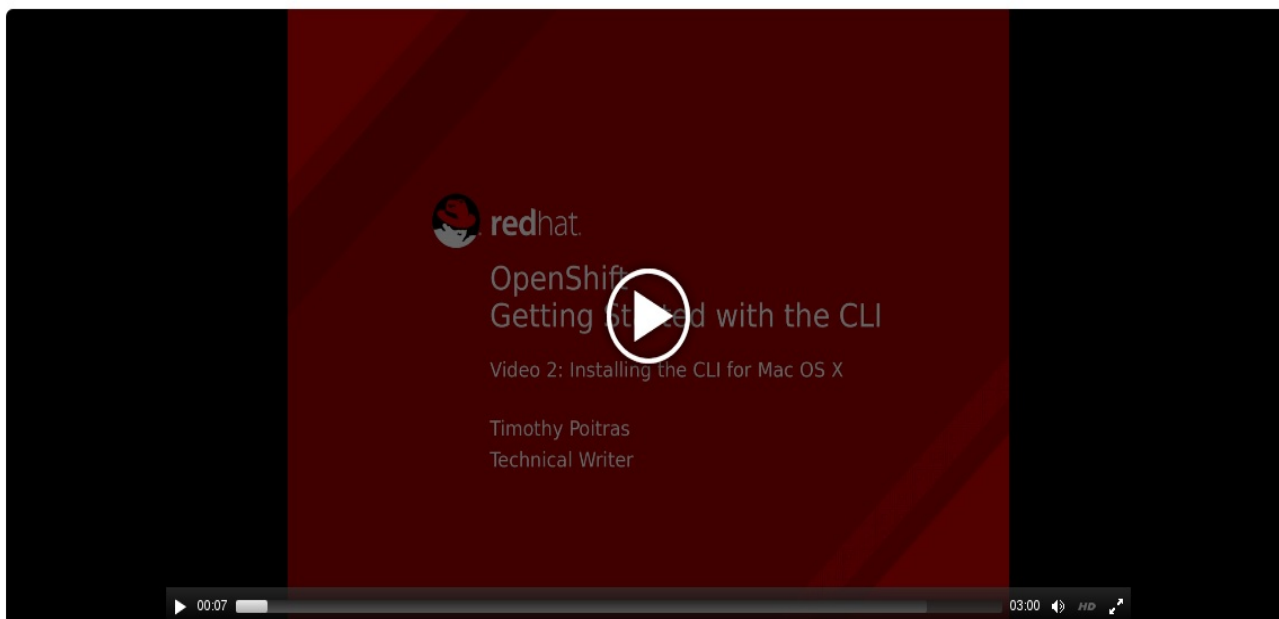 redhat.
OpenShift
Getting Started with the CLI
Video 2: Installing the CLI for Mac OS X
Timothy Poitras
Technical Writer
00:07
03:00
HD